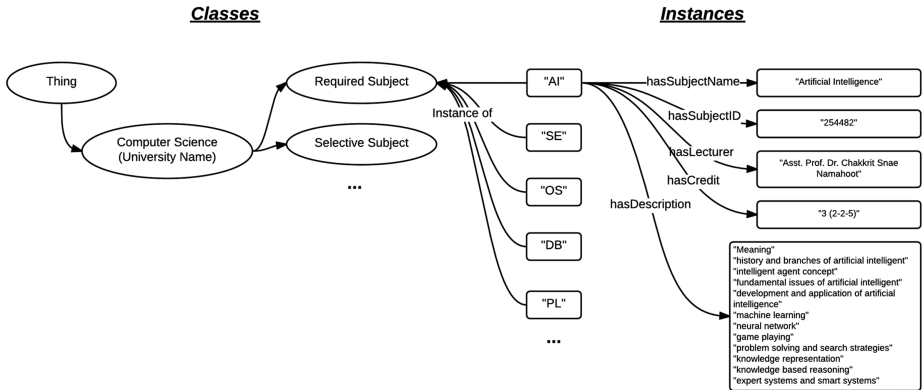 Classes
Instances
Thing
Computer Science
(University Name)
Required Subject
Selective Subject
...
Instance of
"AI"
"SE"
"OS"
"DB"
"PL"
...
hasSubjectName
hasSubjectID
hasLecturer
hasCredit
hasDescription
"Artificial Intelligence"
"254482"
"Asst. Prof. Dr. Chakkrit Snae
Namahoot"
"3 (2-2-5)"
"Meaning"
"history and branches of artificial intelligent"
"intelligent agent concept"
"fundamental issues of artificial intelligent"
"development and application of artificial
intelligence"
"machine learning"
"neural network"
"game playing"
"problem solving and search strategies"
"knowledge representation"
"knowledge based reasoning"
"expert systems and smart systems"